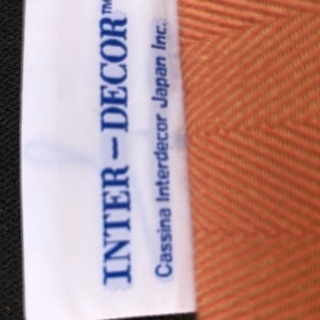 INTER-DECOR™
Cassina Interdecor Japan Inc.